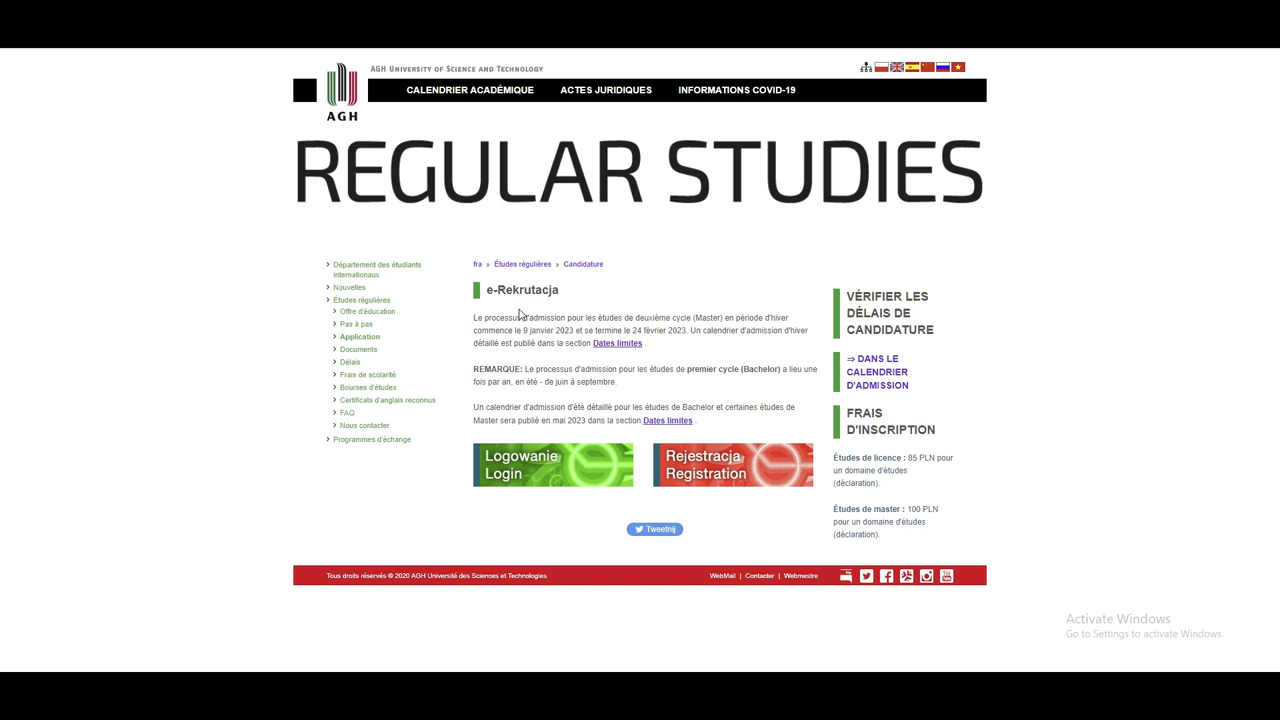 AGH University of Science and Technology
AGH
CALENDRIER ACADÉMIQUE ACTES JURIDIQUES INFORMATIONS COVID-19
REGULAR STUDIES
Département des étudiants
internationaux
Nouvelles
Études régulières
Offre d'éducation
Pas à pas
Application
Documents
Délais
Frais de scolarité
Bourses d'études
Certificats d'anglais reconnus
FAQ
Nous contacter
Programmes d'échange
fra » Études régulières » Candidature
e-Rekrutacja
Le processus d'admission pour les études de deuxième cycle (Master) en période d'hiver
commence le 9 janvier 2023 et se termine le 24 février 2023. Un calendrier d'admission d'hiver
détaillé est publié dans la section Dates limites .
REMARQUE: Le processus d'admission pour les études de premier cycle (Bachelor) a lieu une
fois par an, en été - de juin à septembre.
Un calendrier d'admission d'été détaillé pour les études de Bachelor et certaines études de
Master sera publié en mai 2023 dans la section Dates limites .
Logowanie
Login
Rejestracja
Registration
Tweetnij
VÉRIFIER LES
DÉLAIS DE
CANDIDATURE
⇒ DANS LE
CALENDRIER
D'ADMISSION
FRAIS
D'INSCRIPTION
Études de licence : 85 PLN pour
un domaine d'études
(déclaration).
Études de master : 100 PLN
pour un domaine d'études
(déclaration).
Tous droits réservés © 2020 AGH Université des Sciences et Technologies
WebMail | Contacter | Webmestre
Activate Windows
Go to Settings to activate Windows.